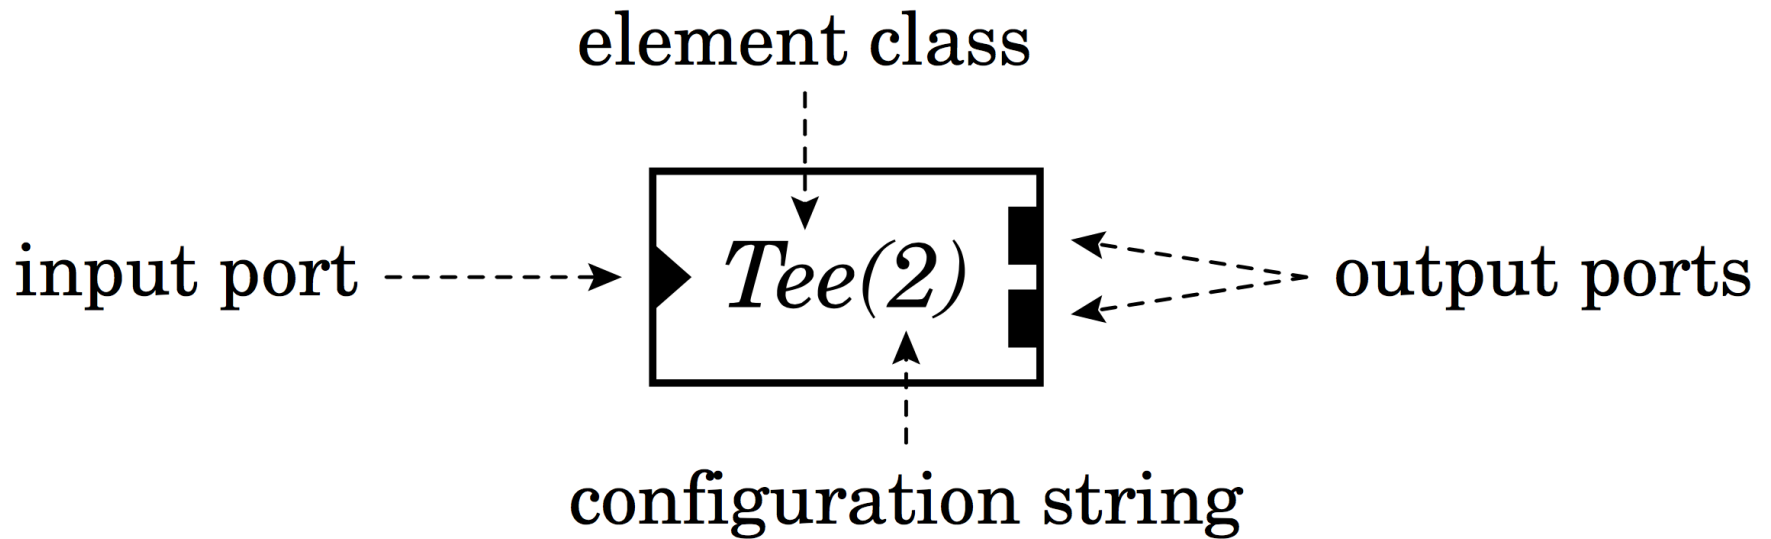 element class
input port
Tee(2)
output ports
configuration string